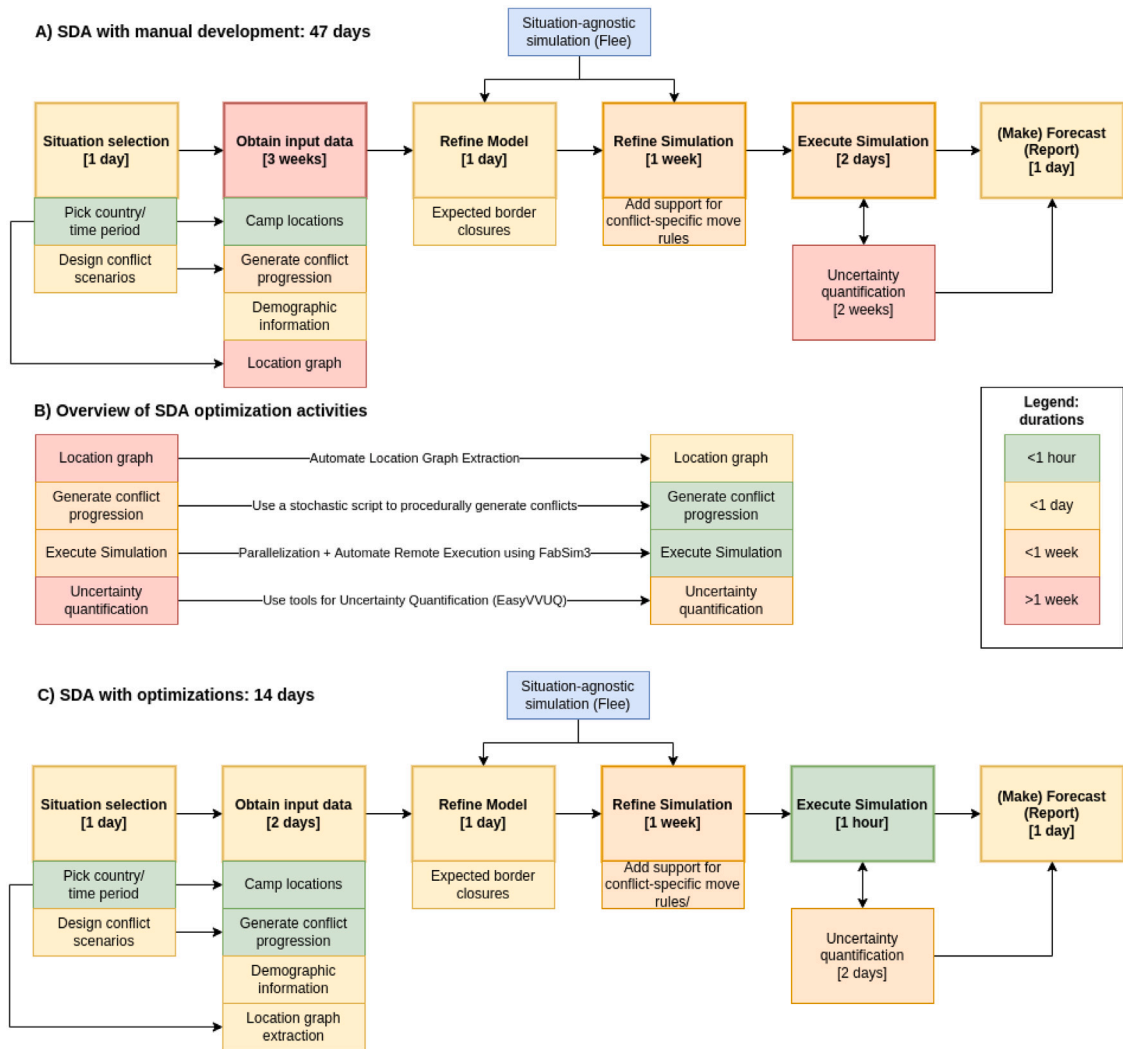 A) SDA with manual development: 47 days
Situation-agnostic
simulation (Flee)
Situation selection
[1 day]
Obtain input data
[3 weeks]
Refine Model
[1 day]
Refine Simulation
[1 week]
Execute Simulation
[2 days]
(Make) Forecast
(Report)
[1 day]
Pick country/
time period
Camp locations
Expected border
closures
Add support for
conflict-specific move
rules
Design conflict
scenarios
Generate conflict
progression
Uncertainty
quantification
[2 weeks]
Demographic
information
Location graph
B) Overview of SDA optimization activities
Legend:
durations
Location graph
Automate Location Graph Extraction
Location graph
<1 hour
Generate conflict
progression
Use a stochastic script to procedurally generate conflicts
Generate conflict
progression
<1 day
Execute Simulation
Parallelization + Automate Remote Execution using FabSim3
Execute Simulation
<1 week
Uncertainty
quantification
Use tools for Uncertainty Quantification (EasyVVUQ)
Uncertainty
quantification
>1 week
C) SDA with optimizations: 14 days
Situation-agnostic
simulation (Flee)
Situation selection
[1 day]
Obtain input data
[2 days]
Refine Model
[1 day]
Refine Simulation
[1 week]
Execute Simulation
[1 hour]
(Make) Forecast
(Report)
[1 day]
Pick country/
time period
Camp locations
Expected border
closures
Add support for
conflict-specific move
rules/
Design conflict
scenarios
Generate conflict
progression
Uncertainty
quantification
[2 days]
Demographic
information
Location graph
extraction